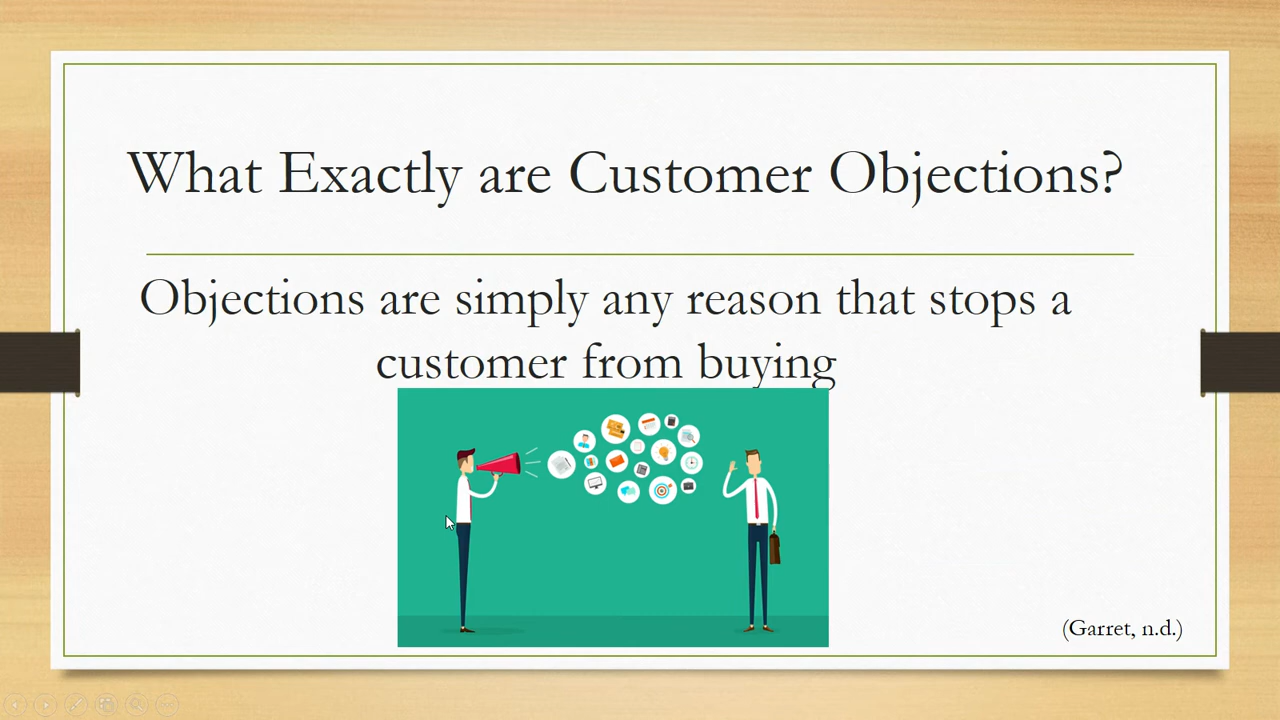 What Exactly are Customer Objections?
Objections are simply any reason that stops a
customer from buying
(Garret, n.d.)